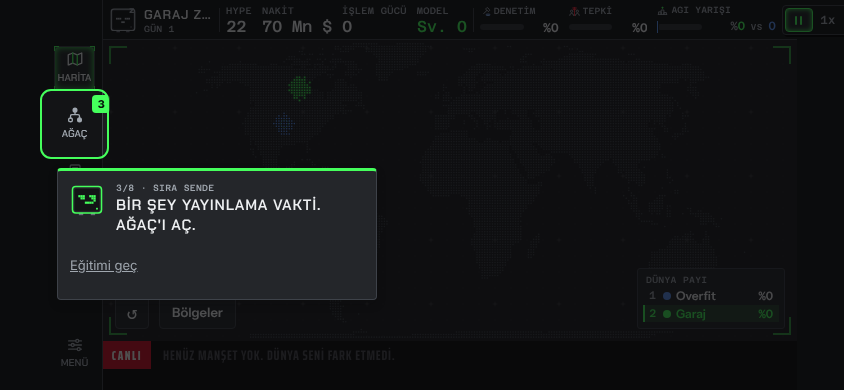 GARAJ Z...
GÜN 1
HYPE
22
NAKİT
70 Mn $
İŞLEM GÜCÜ
0
MODEL
Sv. 0
DENETİM
%0
TEPKİ
%0
AGI YARIŞI
%0 VS 0
1x
HARİTA
3
AĞAÇ
3/8 · SIRA SENDE
BİR ŞEY YAYINLAMA VAKTİ.
AĞAÇ'I AÇ.
Eğitimi geç
DÜNYA PAYI
1 Overfit %0
2 Garaj %0
Bölgeler
MENÜ
CANLI
HENÜZ MANŞET YOK. DÜNYA SENİ FARK ETMEDİ.